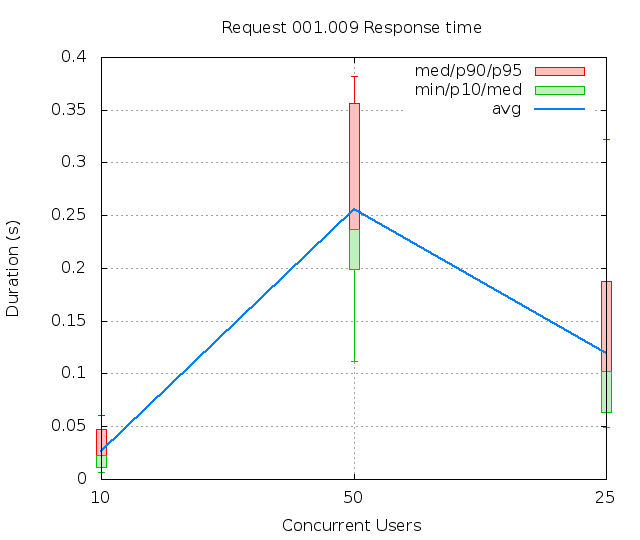 Request 001.009 Response time
med/p90/p95
min/p10/med
avg
Duration (s)
0.4
0.35
0.3
0.25
0.2
0.15
0.1
0.05
0
10
50
25
Concurrent Users